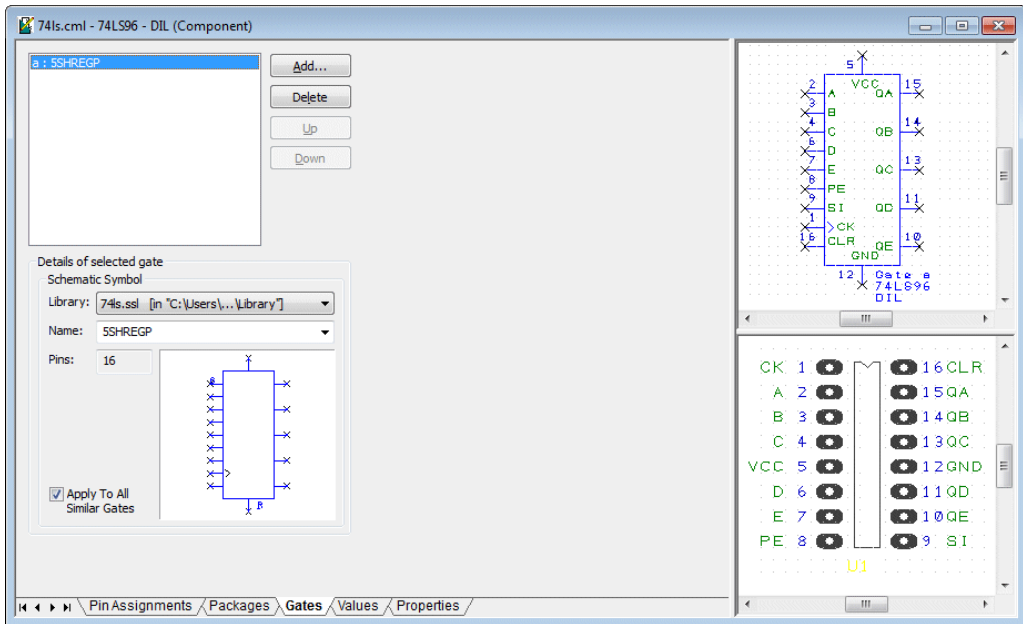 74ls.cml - 74LS96 - DIL (Component)
a : 5SHREGP
Add...
Delete
Up
Down
Details of selected gate
Schematic Symbol
Library: 74ls.ssl [in "C:\Users\...\Library"]
Name: 5SHREGP
Pins: 16
Apply To All
Similar Gates
Pin Assignments Packages Gates Values Properties
5
VCC
2 A QA 15
3 B
4 C QB 14
6 D
7 E QC 13
8 PE
9 SI QD 11
1 CK
16 CLR QE 10
GND
12 Gate a
74LS96
DIL
CK 1 16 CLR
A 2 15 QA
B 3 14 QB
C 4 13 QC
VCC 5 12 GND
D 6 11 QD
E 7 10 QE
PE 8 9 SI
U1